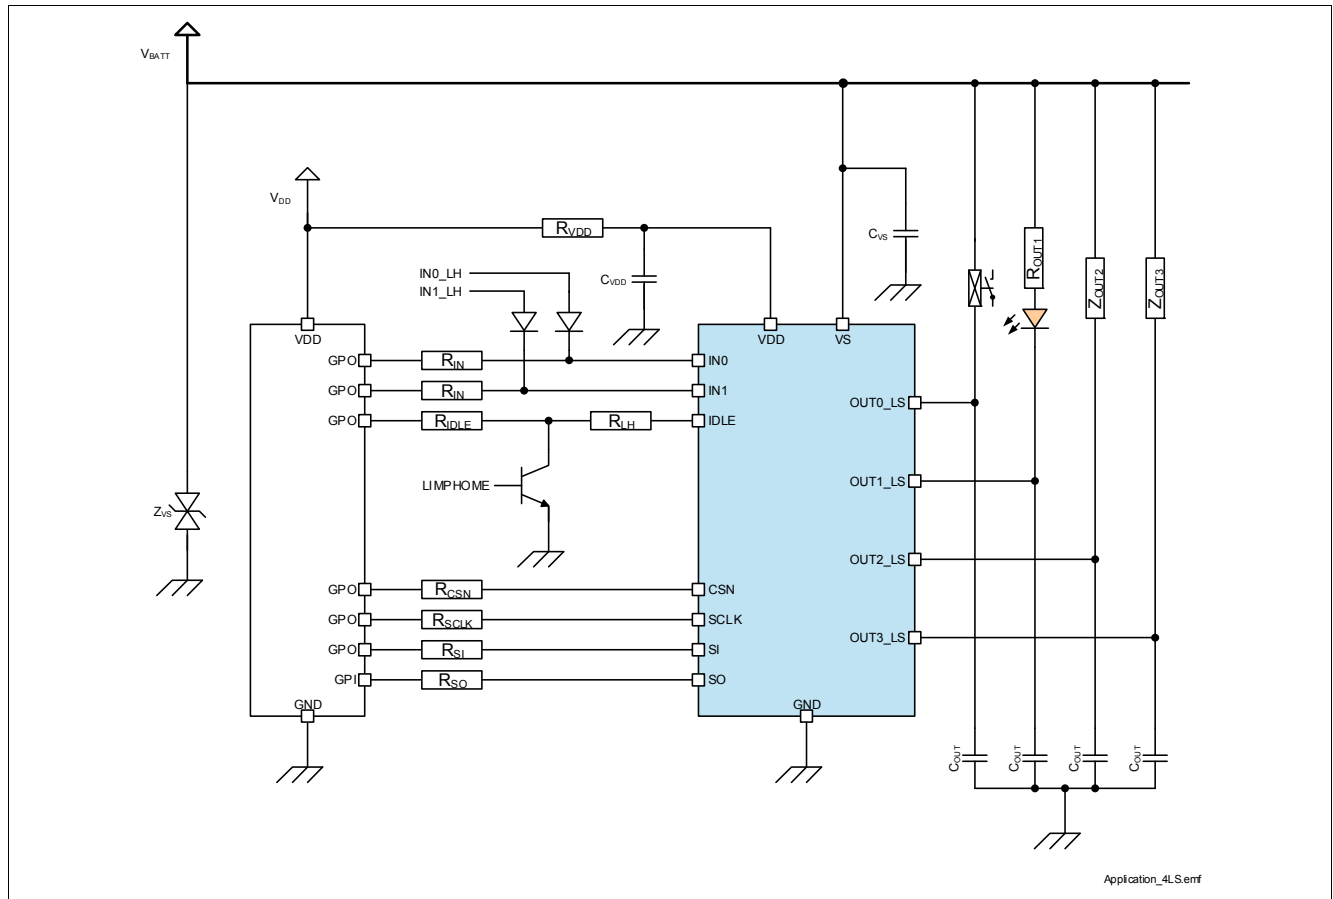 VBATT
VDD
RVDD
CVS
IN0_LH
CVDD
IN1_LH
ROUT1
ZOUT2
ZOUT3
VDD
VDD
VS
GPO
RIN
IN0
GPO
RIN
IN1
OUT0_LS
GPO
RIDLE
RLH
IDLE
LIMPHOME
OUT1_LS
ZVS
OUT2_LS
GPO
RCSN
CSN
GPO
RSCLK
SCLK
OUT3_LS
GPO
RSI
SI
GPI
RSO
SO
GND
GND
COUT
COUT
COUT
COUT
Application_4LS.emf